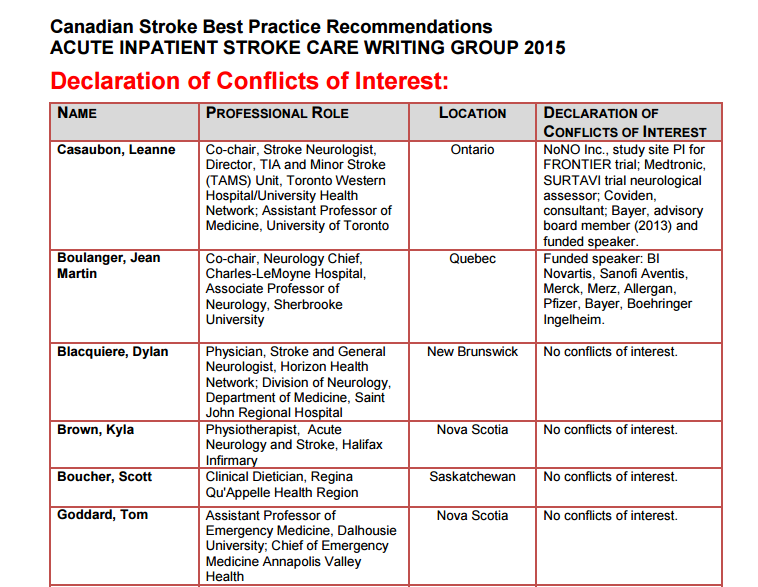 Canadian Stroke Best Practice Recommendations
ACUTE INPATIENT STROKE CARE WRITING GROUP 2015
Declaration of Conflicts of Interest:
NAME PROFESSIONAL ROLE LOCATION DECLARATION OF
CONFLICTS OF INTEREST
Casaubon, Leanne
Co-chair, Stroke Neurologist,
Director, TIA and Minor Stroke
(TAMS) Unit, Toronto Western
Hospital/University Health
Network; Assistant Professor of
Medicine, University of Toronto
Ontario
NoNO Inc., study site PI for
FRONTIER trial; Medtronic,
SURTAVI trial neurological
assessor; Coviden,
consultant; Bayer, advisory
board member (2013) and
funded speaker.
Boulanger, Jean
Martin
Co-chair, Neurology Chief,
Charles-LeMoyne Hospital,
Associate Professor of
Neurology, Sherbrooke
University
Quebec
Funded speaker: BI
Novartis, Sanofi Aventis,
Merck, Merz, Allergan,
Pfizer, Bayer, Boehringer
Ingelheim.
Blacquiere, Dylan
Physician, Stroke and General
Neurologist, Horizon Health
Network; Division of Neurology,
Department of Medicine, Saint
John Regional Hospital
New Brunswick
No conflicts of interest.
Brown, Kyla
Physiotherapist, Acute
Neurology and Stroke, Halifax
Infirmary
Nova Scotia
No conflicts of interest.
Boucher, Scott
Clinical Dietician, Regina
Qu'Appelle Health Region
Saskatchewan
No conflicts of interest.
Goddard, Tom
Assistant Professor of
Emergency Medicine, Dalhousie
University; Chief of Emergency
Medicine Annapolis Valley
Health
Nova Scotia
No conflicts of interest.